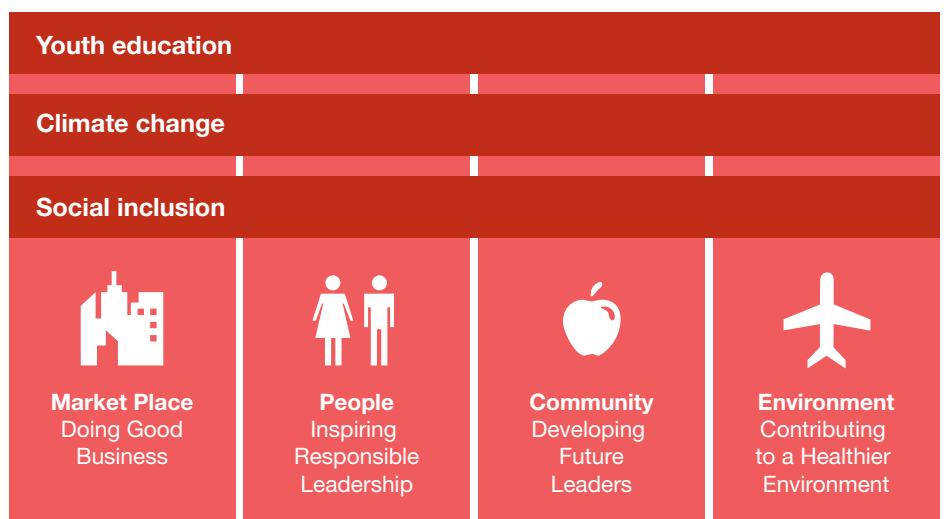 Youth education
Climate change
Social inclusion
Market Place
Doing Good
Business
People
Inspiring
Responsible
Leadership
Community
Developing
Future
Leaders
Environment
Contributing
to a Healthier
Environment